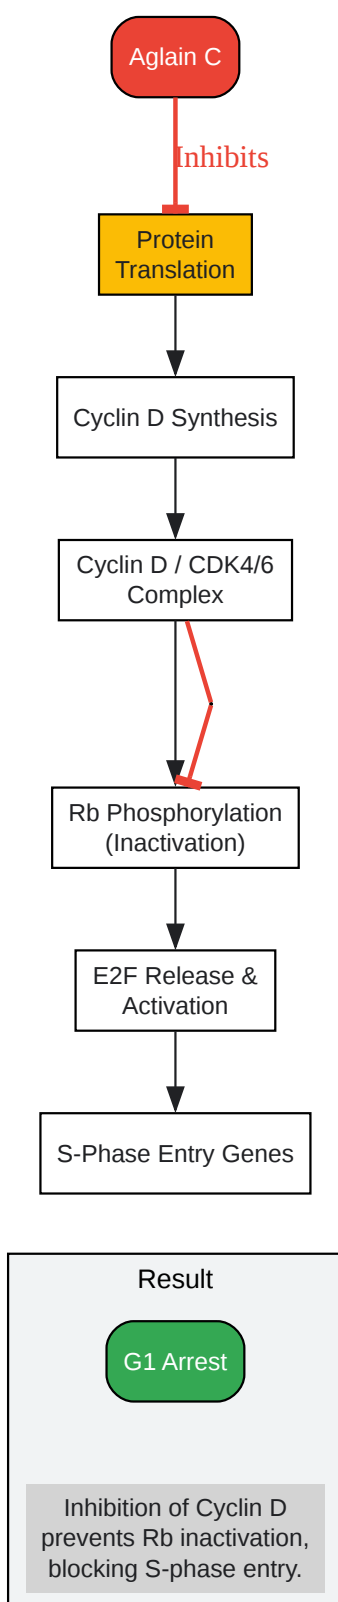 Aglain C
Inhibits
Protein
Translation
Cyclin D Synthesis
Cyclin D / CDK4/6
Complex
Rb Phosphorylation
(Inactivation)
E2F Release &
Activation
S-Phase Entry Genes
Result
G1 Arrest
Inhibition of Cyclin D
prevents Rb inactivation,
blocking S-phase entry.